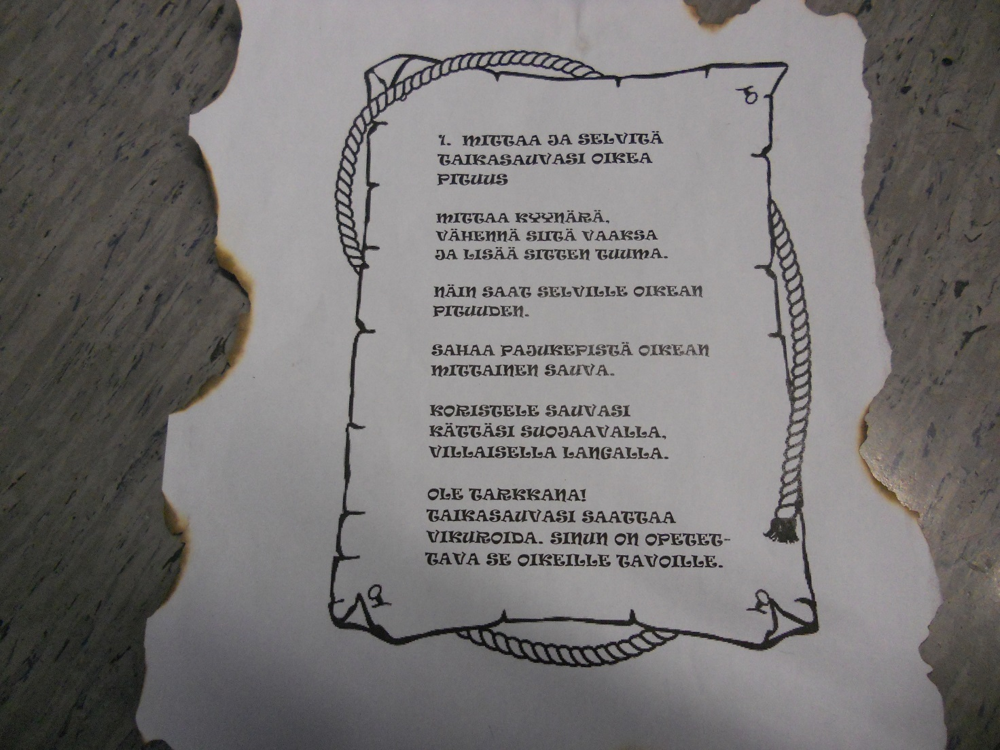 1. MITTAA JA SELVITÄ
TAIKASAUVASI OIKEA
PITUUS
MITTAA KYYNÄRÄ,
VÄHENNÄ SIITÄ VAAKSA
JA LISÄÄ SITTEN TUUMA.
NÄIN SAAT SELVILLE OIKEAN
PITUUDEN.
SAHAA PAJUKEPISTÄ OIKEAN
MITTAINEN SAUVA.
KORISTELE SAUVASI
KÄTTÄSI SUOJAAVALLA,
VILLAISELLA LANGALLA.
OLE TARKKANA!
TAIKASAUVASI SAATTAA
VIKUROIDA. SINUN ON OPETET-
TAVA SE OIKEILLE TAVOILLE.